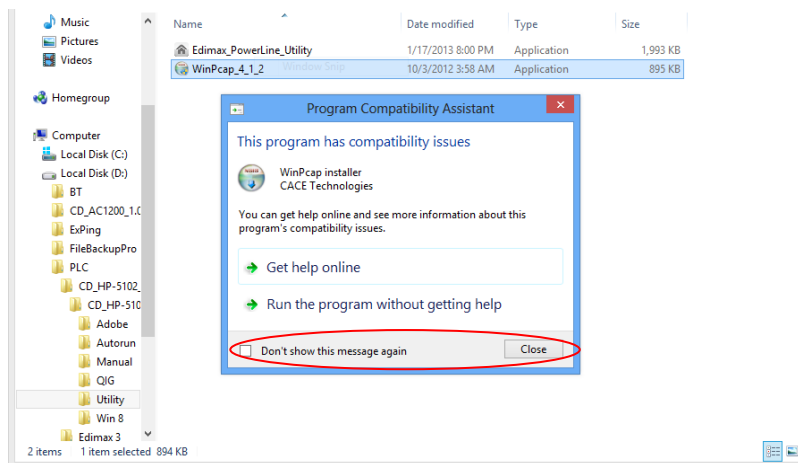 Music
Pictures
Videos
Homegroup
Computer
Local Disk (C:)
Local Disk (D:)
BT
CD_AC1200_1.0
ExPing
FileBackupPro
PLC
CD_HP-5102_
CD_HP-510
Adobe
Autorun
Manual
QIG
Utility
Win 8
Edimax 3
Name Date modified Type Size
Edimax_PowerLine_Utility 1/17/2013 8:00 PM Application 1,993 KB
WinPcap_4_1_2 Window Snip 10/3/2012 3:58 AM Application 895 KB
Program Compatibility Assistant
This program has compatibility issues
WinPcap installer
CACE Technologies
You can get help online and see more information about this
program's compatibility issues.
Get help online
Run the program without getting help
Don't show this message again Close
2 items 1 item selected 894 KB